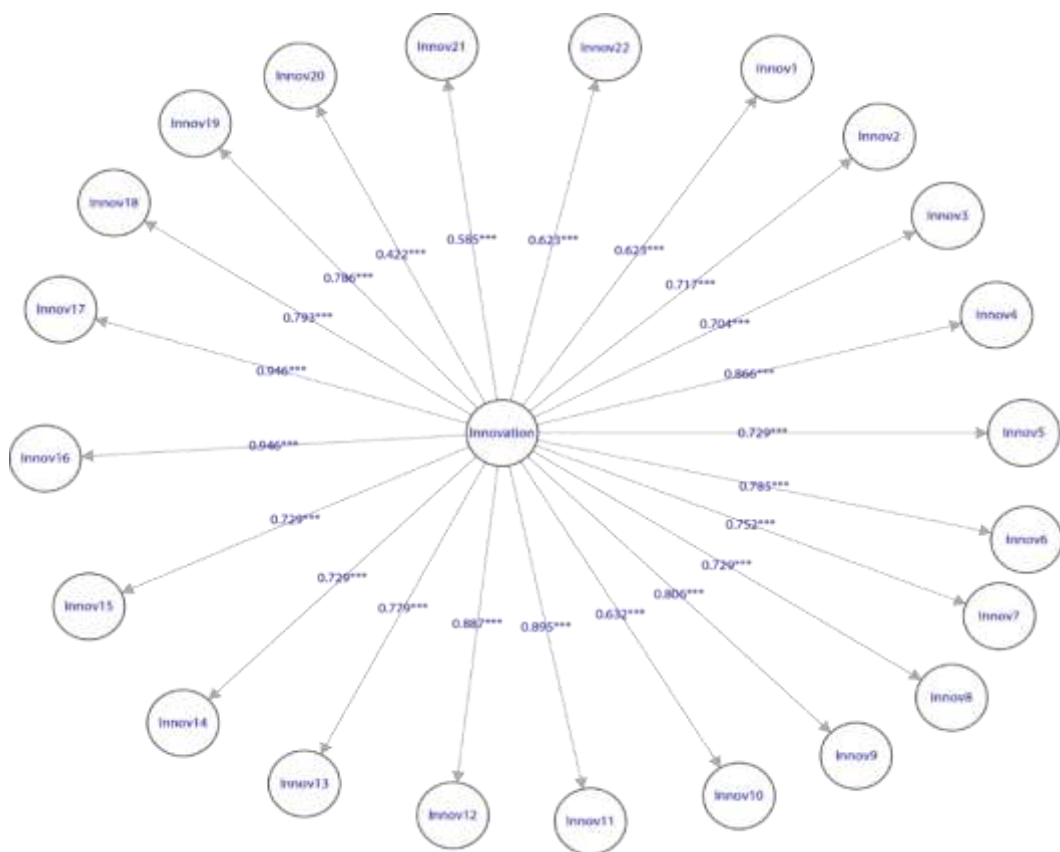 Innov21
Innov22
Innov1
Innov20
Innov19
Innov2
Innov18
Innov3
0.585***
0.623***
0.623***
0.422***
0.786***
0.717***
Innov17
0.793***
0.704***
Innov4
0.946***
0.866***
Innovation
0.729***
Innov5
0.946***
Innov16
0.785***
0.752***
0.729***
0.729***
Innov6
0.729***
0.806***
Innov15
0.779***
0.887***
0.895***
0.632***
Innov7
Innov8
Innov14
Innov9
Innov13
Innov10
Innov12
Innov11